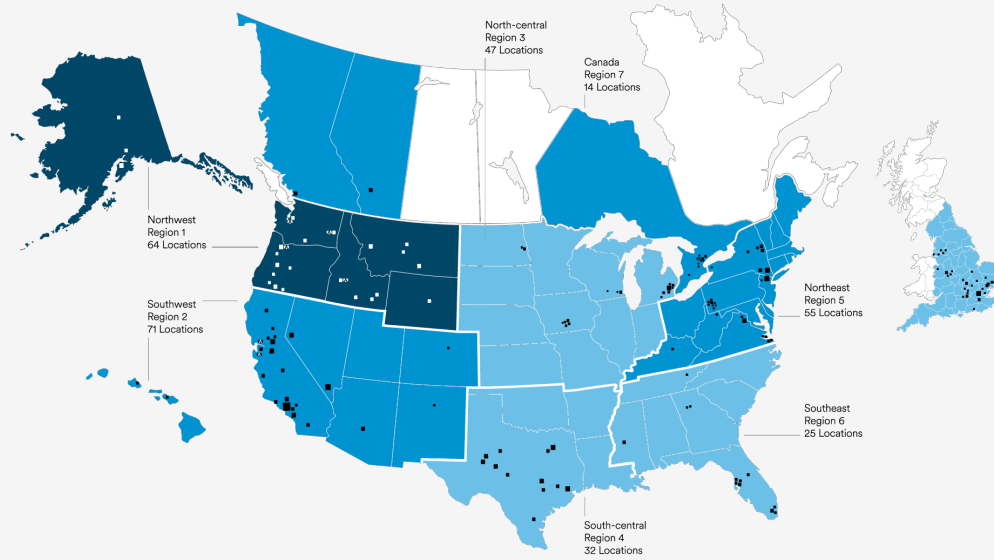 North-central
Region 3
47 Locations
Canada
Region 7
14 Locations
Northwest
Region 1
64 Locations
Southwest
Region 2
71 Locations
Northeast
Region 5
55 Locations
Southeast
Region 6
25 Locations
South-central
Region 4
32 Locations